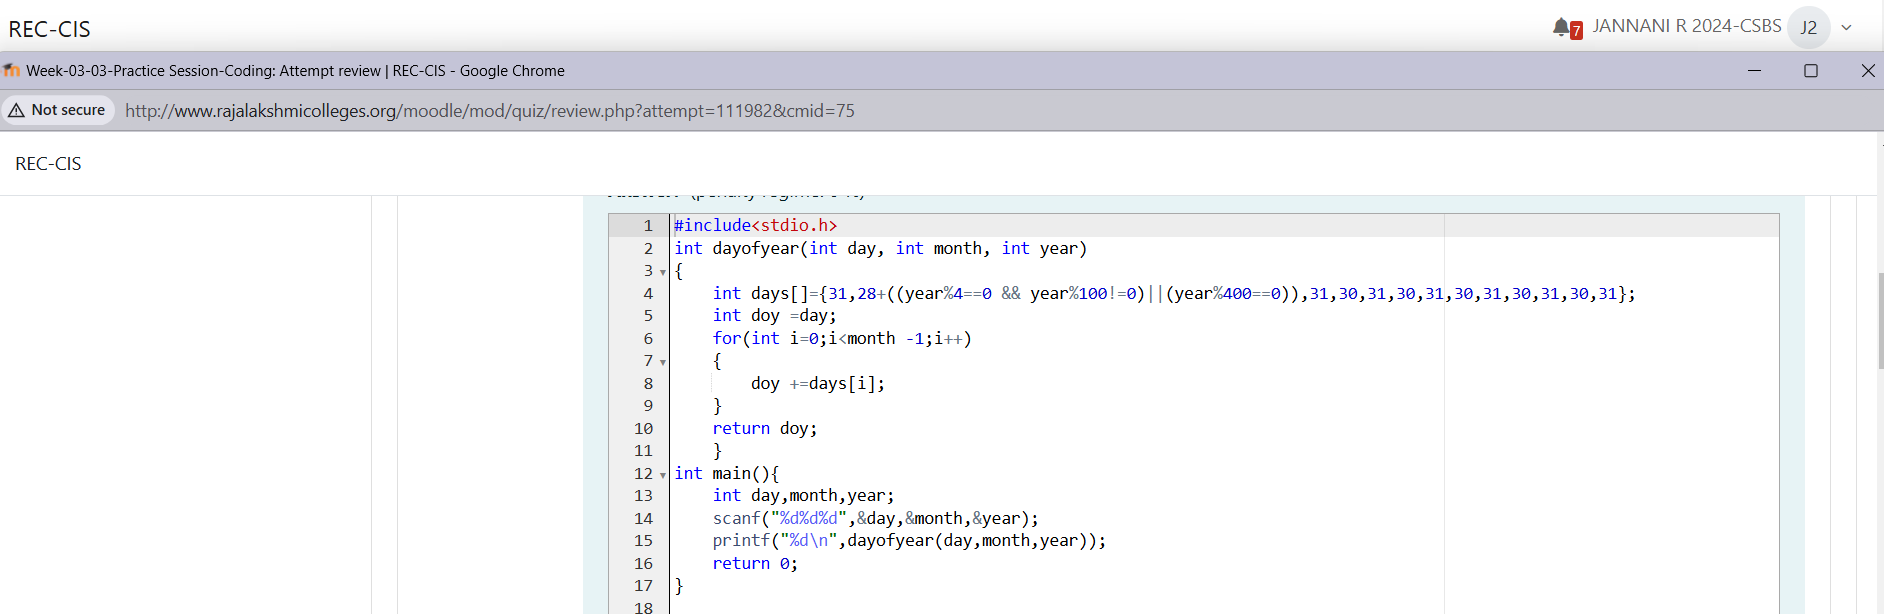 REC-CIS
7 JANNANI R 2024-CSBS J2
Week-03-03-Practice Session-Coding: Attempt review | REC-CIS - Google Chrome
Not secure http://www.rajalakshmicolleges.org/moodle/mod/quiz/review.php?attempt=111982&cmid=75
REC-CIS
1 #include<stdio.h>
2 int dayofyear(int day, int month, int year)
3 {
4 int days[]={31,28+((year%4==0 && year%100!=0)||(year%400==0)),31,30,31,30,31,30,31,30,31,30,31};
5 int doy =day;
6 for(int i=0;i<month -1;i++)
7 {
8 doy +=days[i];
9 }
10 return doy;
11 }
12 int main(){
13 int day,month,year;
14 scanf("%d%d%d",&day,&month,&year);
15 printf("%d\n",dayofyear(day,month,year));
16 return 0;
17 }
18